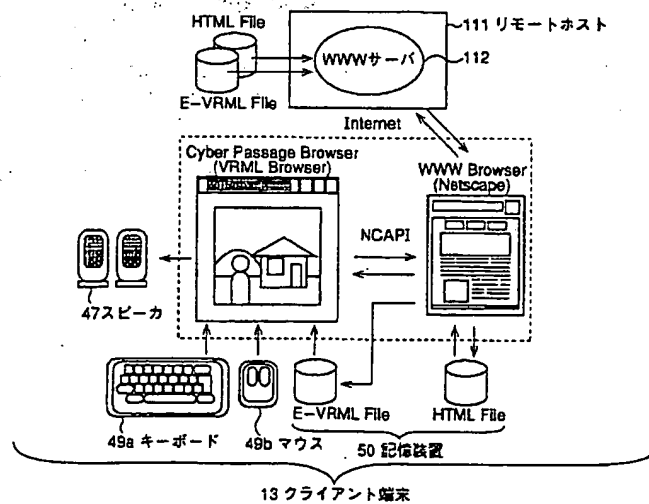 HTML File
E-VRML File
WWWサーバ
111 リモートホスト
112
Internet
Cyber Passage Browser
(VRML Browser)
WWW Browser
(Netscape)
NCAPI
47スピーカ
49a キーボード
49b マウス
E-VRML File
HTML File
50 記憶装置
13 クライアント端末